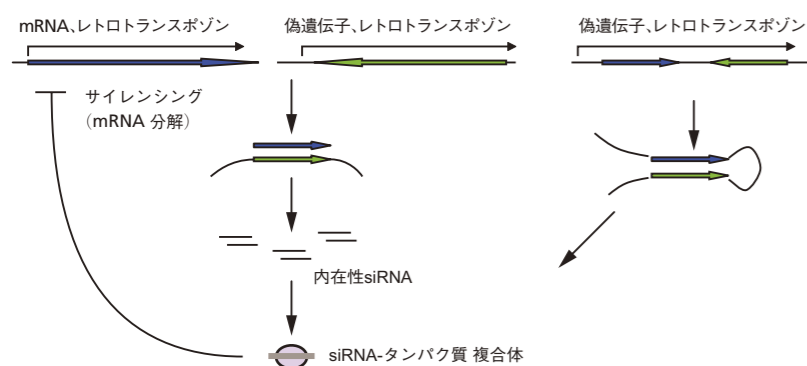 mRNA、レトロトランスポゾン
偽遺伝子、レトロトランスポゾン
偽遺伝子、レトロトランスポゾン
サイレンシング
（mRNA 分解）
内在性siRNA
siRNA-タンパク質 複合体